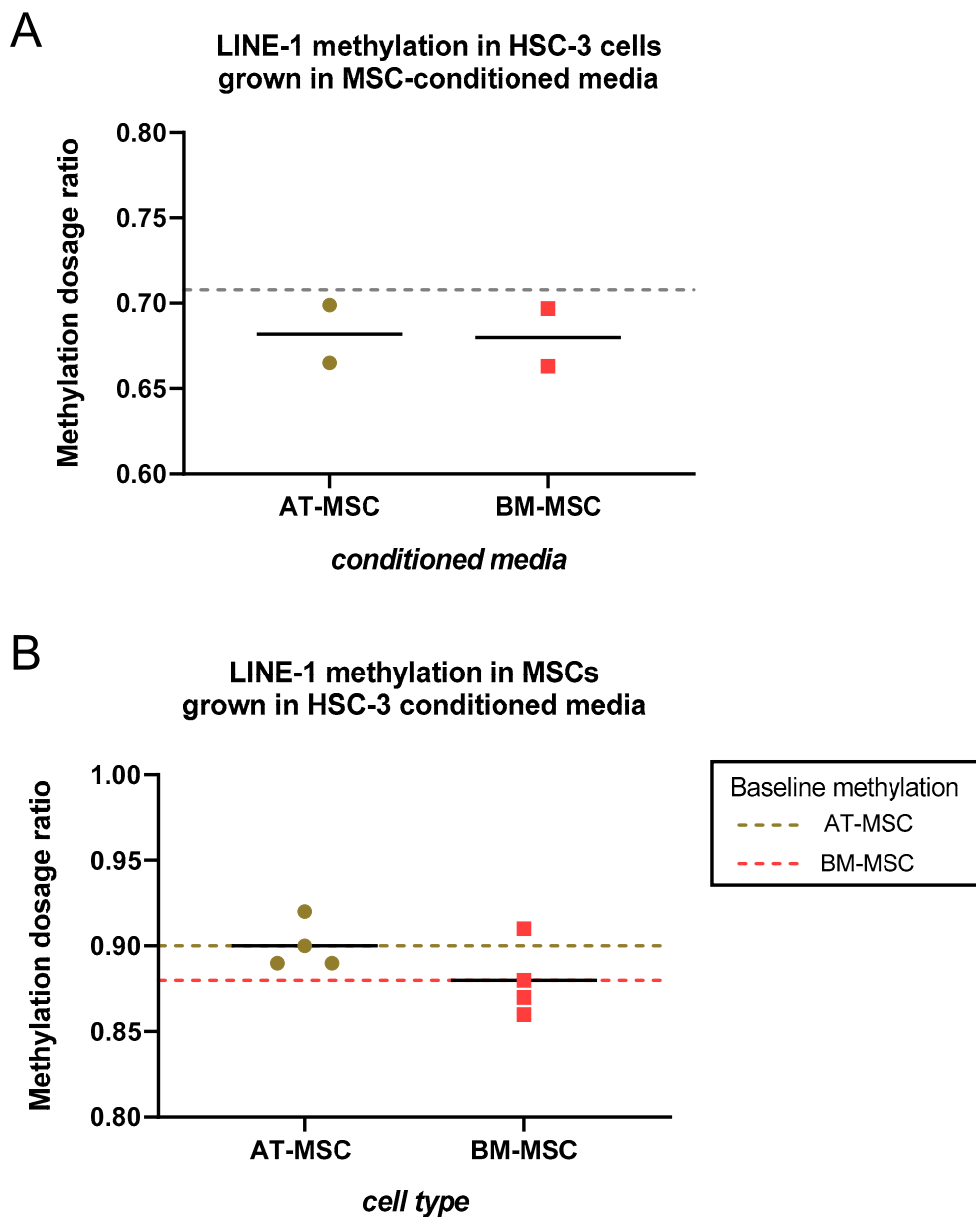 A
LINE-1 methylation in HSC-3 cells
grown in MSC-conditioned media
Methylation dosage ratio
0.80
0.75
0.70
0.65
0.60
AT-MSC BM-MSC
conditioned media
B
LINE-1 methylation in MSCs
grown in HSC-3 conditioned media
Methylation dosage ratio
1.00
0.95
0.90
0.85
0.80
AT-MSC BM-MSC
cell type
Baseline methylation
AT-MSC
BM-MSC